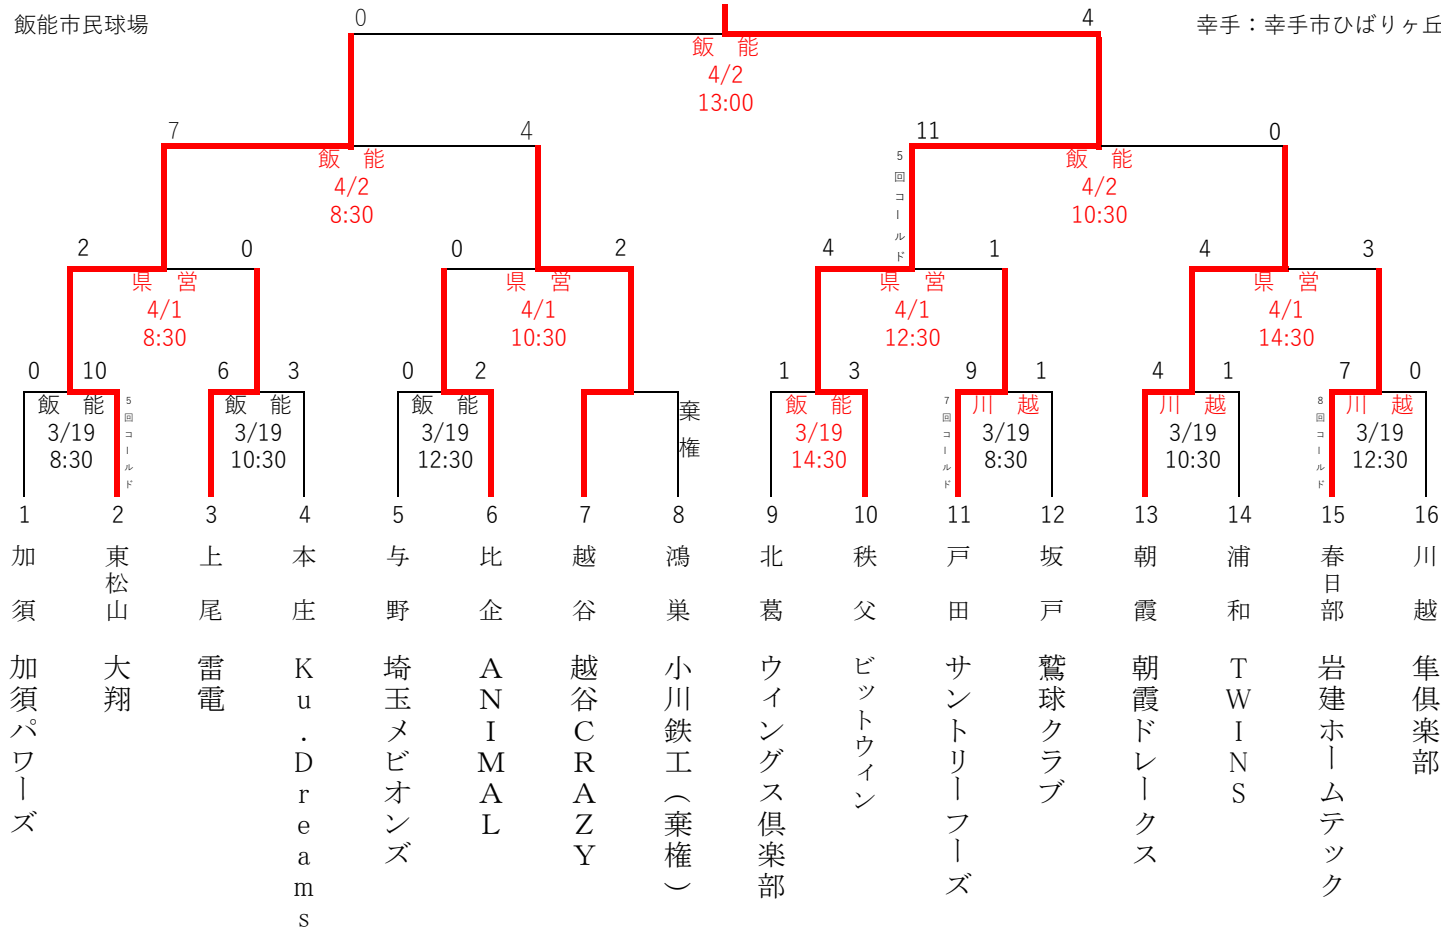 飯能市民球場
幸手：幸手市ひばりヶ丘
0 4
飯 能
4/2
13:00
7 4 11 0
飯 能
4/2
8:30
5回コールド
飯 能
4/2
10:30
2 0 0 2 4 1 4 3
県 営
4/1
8:30
県 営
4/1
10:30
県 営
4/1
12:30
県 営
4/1
14:30
0 10 6 3 0 2 1 3 9 1 4 1 7 0
飯 能
3/19
8:30
5回コールド
飯 能
3/19
10:30
飯 能
3/19
12:30
棄権
飯 能
3/19
14:30
7回コールド
川 越
3/19
8:30
川 越
3/19
10:30
8回コールド
川 越
3/19
12:30
1 2 3 4 5 6 7 8 9 10 11 12 13 14 15 16
加 須
東松山
上 尾
本 庄
与 野
比 企
越 谷
鴻 巣
北 葛
秩 父
戸 田
坂 戸
朝 霞
浦 和
春日部
川 越
加須パワーズ
大翔
雷電
Ku.Dreams
埼玉メビオンズ
ANIMAL
越谷CRAZY
小川鉄工（棄権）
ウイングス倶楽部
ビットウィン
サントリーフーズ
鷲球クラブ
朝霞ドレークス
TWINS
岩建ホームテック
隼倶楽部